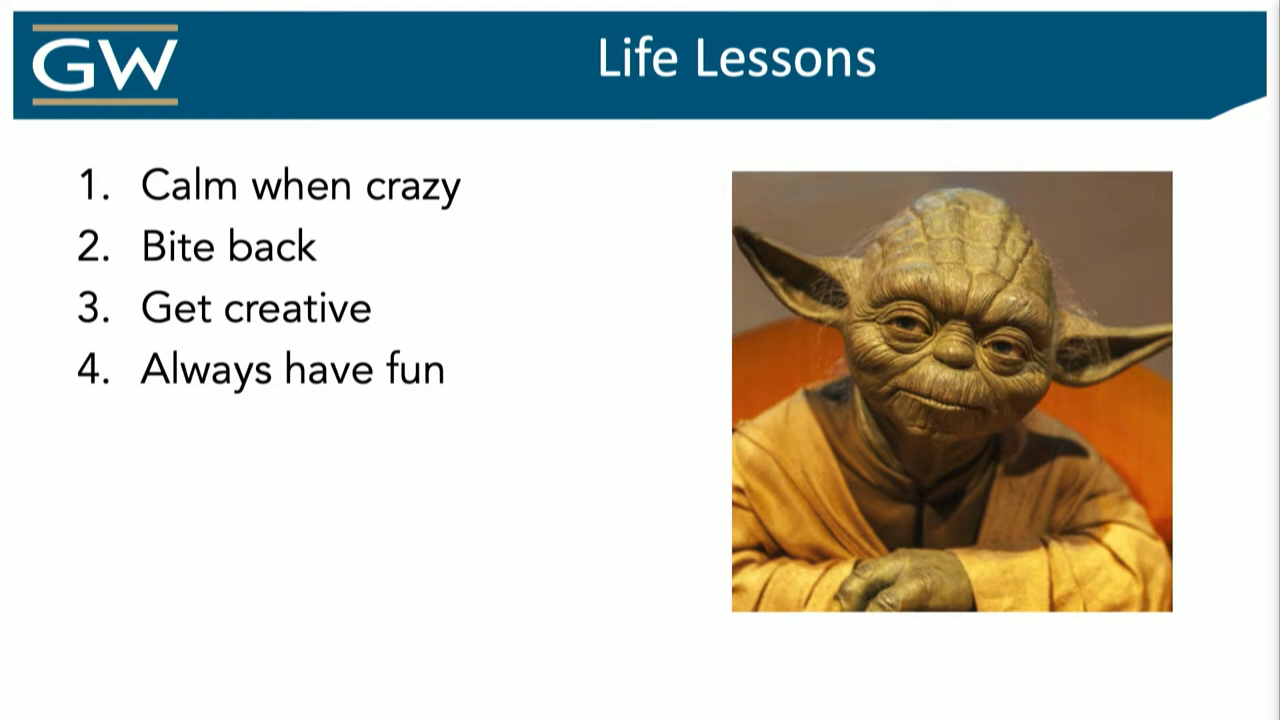 GW
Life Lessons
1. Calm when crazy
2. Bite back
3. Get creative
4. Always have fun